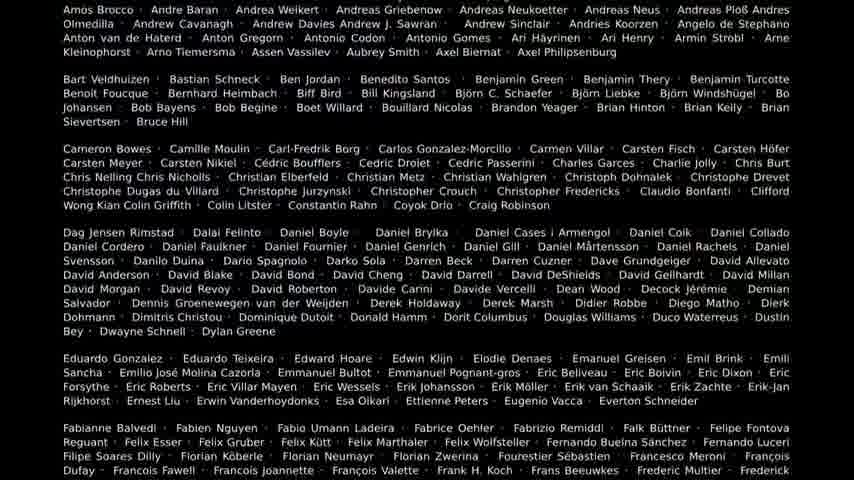 Amos Brocco · Andre Baran · Andrea Weikert · Andreas Griebenow · Andreas Neukoetter · Andreas Neus · Andreas Ploß Andres
Olmedilla · Andrew Cavanagh · Andrew Davies Andrew J. Sawran · Andrew Sinclair · Andries Koorzen · Angelo de Stephano
Anton van de Haterd · Anton Gregorn · Antonio Codon · Antonio Gomes · Ari Häyrinen · Ari Henry · Armin Strobl · Arne
Kleinophorst · Arno Tiemersma · Assen Vassilev · Aubrey Smith · Axel Biernat · Axel Philipsenburg
Bart Veldhuizen · Bastian Schneck · Ben Jordan · Benedito Santos · Benjamin Green · Benjamin Thery · Benjamin Turcotte
Benoit Foucque · Bernhard Heimbach · Biff Bird · Bill Kingsland · Björn C. Schaefer · Björn Liebke · Björn Windshügel · Bo
Johansen · Bob Bayens · Bob Begine · Boet Willard · Bouillard Nicolas · Brandon Yeager · Brian Hinton · Brian Keily · Brian
Sievertsen · Bruce Hill
Cameron Bowes · Camille Moulin · Carl-Fredrik Borg · Carlos Gonzalez-Morcillo · Carmen Villar · Carsten Fisch · Carsten Höfer
Carsten Meyer · Carsten Nikiel · Cédric Boufflers · Cedric Drolet · Cedric Passerini · Charles Garces · Charlie Jolly · Chris Burt
Chris Nelling Chris Nicholls · Christian Elberfeld · Christian Metz · Christian Wahlgren · Christoph Dohnalek · Christophe Drevet
Christophe Dugas du Villard · Christophe Jurzynski · Christopher Crouch · Christopher Fredericks · Claudio Bonfanti · Clifford
Wong Kian Colin Griffith · Colin Litster · Constantin Rahn · Coyok Drio · Craig Robinson
Dag Jensen Rimstad · Dalai Felinto · Daniel Boyle · Daniel Brylka · Daniel Cases i Armengol · Daniel Coik · Daniel Collado
Daniel Cordero · Daniel Faulkner · Daniel Fournier · Daniel Genrich · Daniel Gill · Daniel Mårtensson · Daniel Rachels · Daniel
Svensson · Danilo Duina · Dario Spagnolo · Darko Sola · Darren Beck · Darren Cuzner · Dave Grundgeiger · David Allevato
David Anderson · David Blake · David Bond · David Cheng · David Darrell · David DeShields · David Geilhardt · David Millan
David Morgan · David Revoy · David Roberton · Davide Canni · Davide Vercelli · Dean Wood · Decock Jérémie · Demian
Salvador · Dennis Groenewegen van der Weijden · Derek Holdaway · Derek Marsh · Didier Robbe · Diego Matho · Dierk
Dohmann · Dimitris Christou · Dominique Dutoit · Donald Hamm · Dorit Columbus · Douglas Williams · Duco Waterreus · Dustin
Bey · Dwayne Schnell · Dylan Greene
Eduardo Gonzalez · Eduardo Teixeira · Edward Hoare · Edwin Klijn · Elodie Denaes · Emanuel Greisen · Emil Brink · Emili
Sancha · Emilio José Molina Cazorla · Emmanuel Bultot · Emmanuel Pognant-gros · Eric Beliveau · Eric Boivin · Eric Dixon · Eric
Forsythe · Eric Roberts · Eric Villar Mayen · Eric Wessels · Erik Johansson · Erik Möller · Erik van Schaaik · Erik Zachte · Erik-Jan
Rijkhorst · Ernest Liu · Erwin Vanderhoydonks · Esa Oikari · Ettienne Peters · Eugenio Vacca · Everton Schneider
Fabianne Balvedi · Fabien Nguyen · Fabio Umann Ladeira · Fabrice Oehler · Fabrizio Remiddi · Falk Büttner · Felipe Fontova
Reguant · Felix Esser · Felix Gruber · Felix Kütt · Felix Marthaler · Felix Wolfsteller · Fernando Buelna Sánchez · Fernando Luceri
Filipe Soares Dilly · Florian Köberle · Florian Neumayr · Florian Zwerina · Fourestier Sébastien · Francesco Meroni · François
Dufay · Francois Fawell · Francois Joannette · François Valette · Frank H. Koch · Frans Beeuwkes · Frederic Multier · Frederick